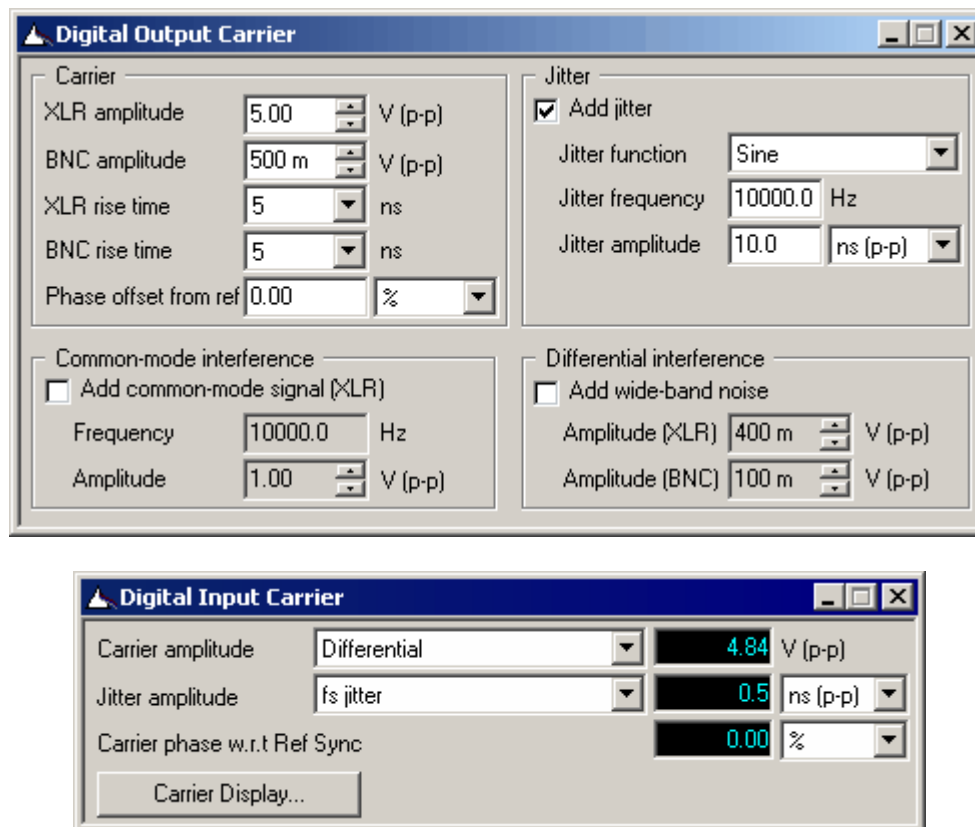 Digital Output Carrier
Carrier
XLR amplitude 5.00 V (p-p)
BNC amplitude 500 m V (p-p)
XLR rise time 5 ns
BNC rise time 5 ns
Phase offset from ref 0.00 %
Jitter
Add jitter
Jitter function Sine
Jitter frequency 10000.0 Hz
Jitter amplitude 10.0 ns (p-p)
Common-mode interference
Add common-mode signal (XLR)
Frequency 10000.0 Hz
Amplitude 1.00 V (p-p)
Differential interference
Add wide-band noise
Amplitude (XLR) 400 m V (p-p)
Amplitude (BNC) 100 m V (p-p)
Digital Input Carrier
Carrier amplitude Differential 4.84 V (p-p)
Jitter amplitude fs jitter 0.5 ns (p-p)
Carrier phase w.r.t Ref Sync 0.00 %
Carrier Display...